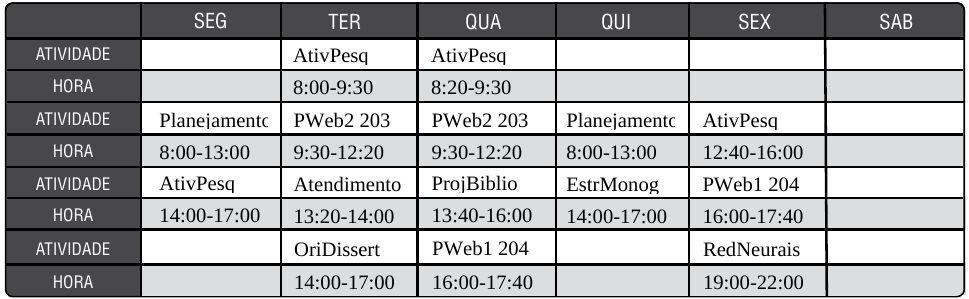 SEG TER QUA QUI SEX SAB
ATIVIDADE AtivPesq AtivPesq
HORA 8:00-9:30 8:20-9:30
ATIVIDADE Planejamento PWeb2 203 PWeb2 203 Planejamento AtivPesq
HORA 8:00-13:00 9:30-12:20 9:30-12:20 8:00-13:00 12:40-16:00
ATIVIDADE AtivPesq Atendimento ProjBiblio EstrMonog PWeb1 204
HORA 14:00-17:00 13:20-14:00 13:40-16:00 14:00-17:00 16:00-17:40
ATIVIDADE OriDissert PWeb1 204 RedNeurais
HORA 14:00-17:00 16:00-17:40 19:00-22:00